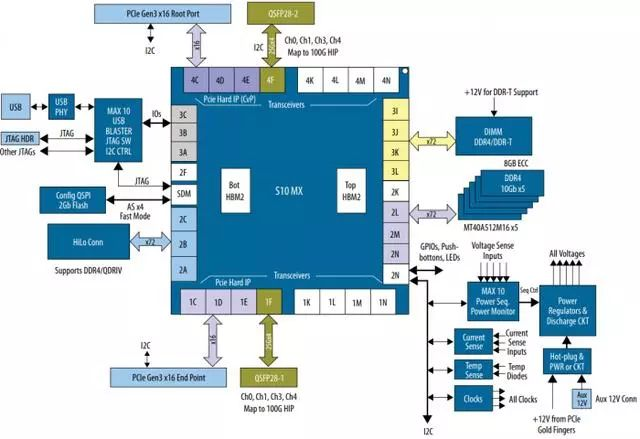 PCIe Gen3 x16 Root Port
QSFP28-2
I2C
x16
I2C
25Gx4
Ch0, Ch1, Ch3, Ch4
Map to 100G HIP
4C
4D
4E
4F
4K
4L
4M
4N
Pcie Hard IP (CvP)
Transceivers
USB
USB
PHY
MAX 10
USB
BLASTER
JTAG SW
I2C CTRL
IOs
JTAG HDR
JTAG
Other JTAGs
JTAG
Config QSPI
2Gb Flash
AS x4
Fast Mode
HiLo Conn
x72
Supports DDR4/QDRIV
3C
3B
3A
2F
SDM
2C
2B
2A
Bot
HBM2
S10 MX
Top
HBM2
3I
3J
3K
3L
2K
2L
2M
2N
2N
+12V for DDR-T Support
x72
DIMM
DDR4/DDR-T
8GB ECC
x72
DDR4
10Gb x5
MT40A512M16 x5
GPIOs, Push-
bottons, LEDs
Pcie Hard IP
Transceivers
1C
1D
1E
1F
1K
1L
1M
1N
x16
25Gx4
I2C
PCIe Gen3 x16 End Point
QSFP28-1
Ch0, Ch1, Ch3, Ch4
Map to 100G HIP
Voltage Sense
Inputs
All Voltages
MAX 10
Power Seq.
Power Monitor
Seq Ctrl
Power
Regulators &
Discharge CKT
Current
Sense
Current
Sense
Inputs
Temp
Sense
Temp
Diodes
Clocks
All Clocks
Hot-plug &
PWR or CKT
Aux
12V
Aux 12V Conn
+12V from PCIe
Gold Fingers
I2C